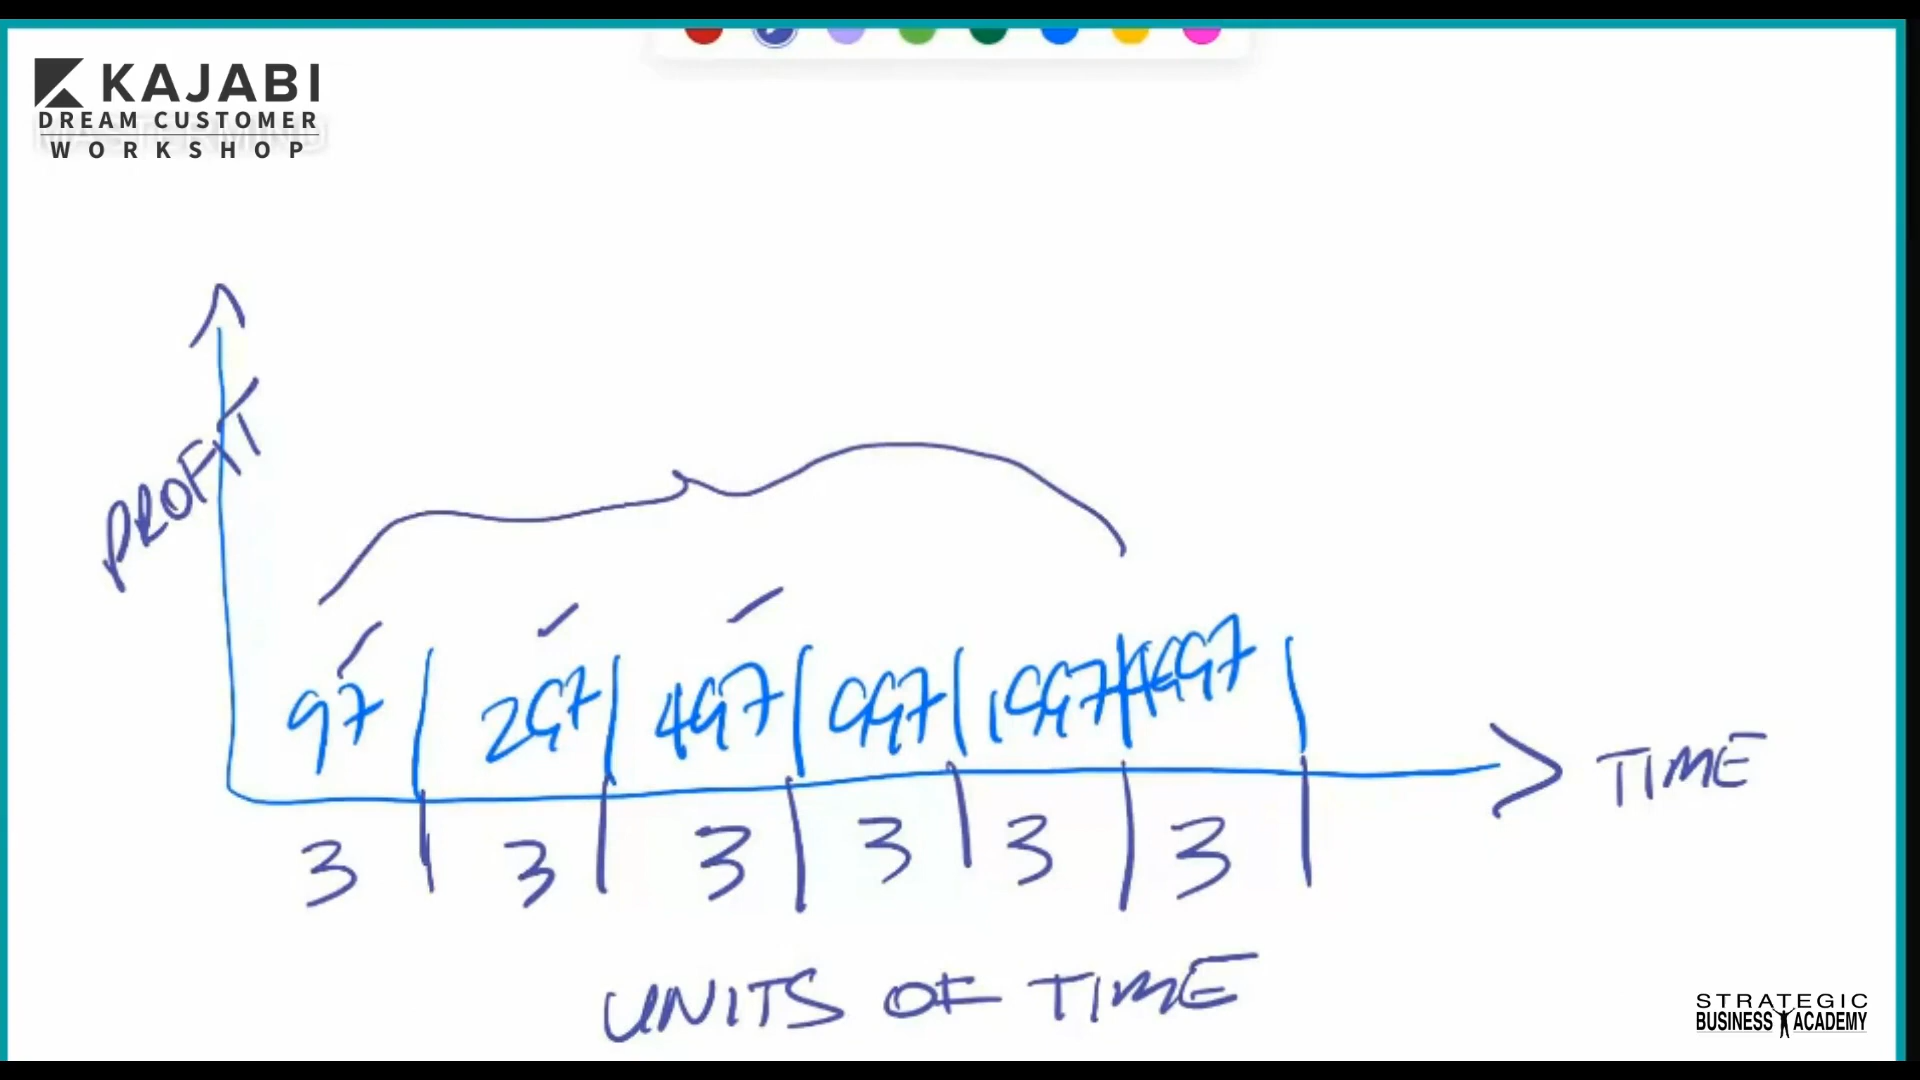 KAJABI
DREAM CUSTOMER
WORKSHOP
PROFIT
97 297 497 997 1997
TIME
3 3 3 3 3 3
UNITS OF TIME
STRATEGIC
BUSINESS ACADEMY